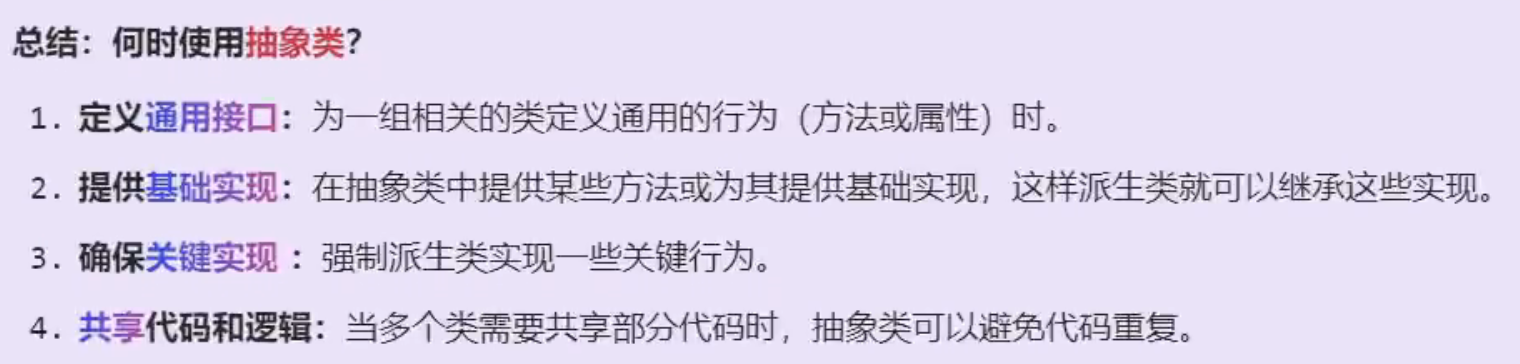 总结：何时使用抽象类？
1. 定义通用接口：为一组相关的类定义通用的行为（方法或属性）时。
2. 提供基础实现：在抽象类中提供某些方法或为其提供基础实现，这样派生类就可以继承这些实现。
3. 确保关键实现 ：强制派生类实现一些关键行为。
4. 共享代码和逻辑：当多个类需要共享部分代码时，抽象类可以避免代码重复。